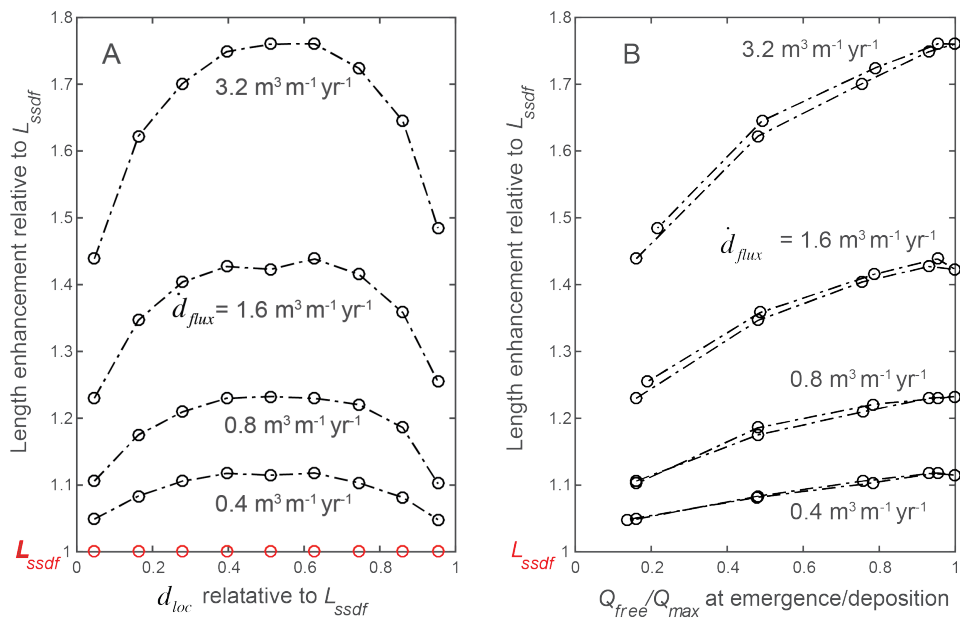 A
Length enhancement relative to L_ssdf
1.8
1.7
1.6
1.5
1.4
1.3
1.2
1.1
1
L_ssdf
3.2 m³ m⁻¹ yr⁻¹
ḋ_flux = 1.6 m³ m⁻¹ yr⁻¹
0.8 m³ m⁻¹ yr⁻¹
0.4 m³ m⁻¹ yr⁻¹
0 0.2 0.4 0.6 0.8 1
d_loc relatative to L_ssdf
B
Length enhancement relative to L_ssdf
1.8
1.7
1.6
1.5
1.4
1.3
1.2
1.1
1
L_ssdf
3.2 m³ m⁻¹ yr⁻¹
ḋ_flux = 1.6 m³ m⁻¹ yr⁻¹
0.8 m³ m⁻¹ yr⁻¹
0.4 m³ m⁻¹ yr⁻¹
0.2 0.4 0.6 0.8 1
Q_free/Q_max at emergence/deposition